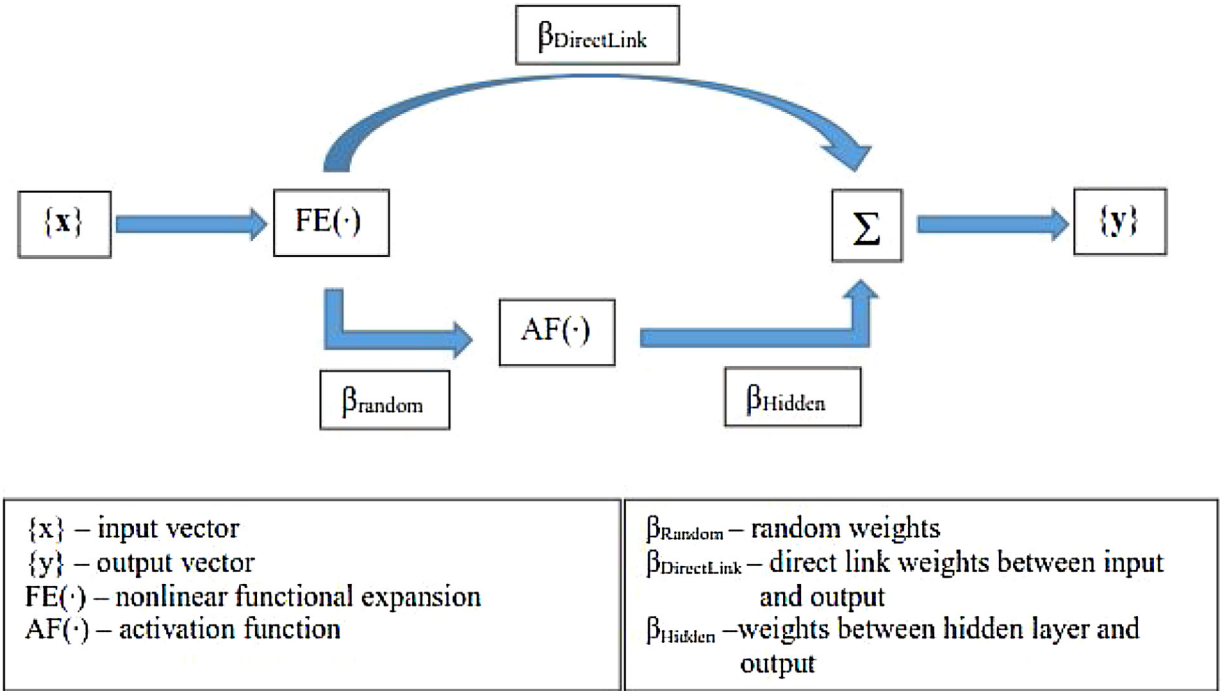 βDirectLink
{x}
FE(·)
Σ
{y}
AF(·)
βrandom
βHidden
{x} – input vector
{y} – output vector
FE(·) – nonlinear functional expansion
AF(·) – activation function
βRandom – random weights
βDirectLink – direct link weights between input
and output
βHidden –weights between hidden layer and
output